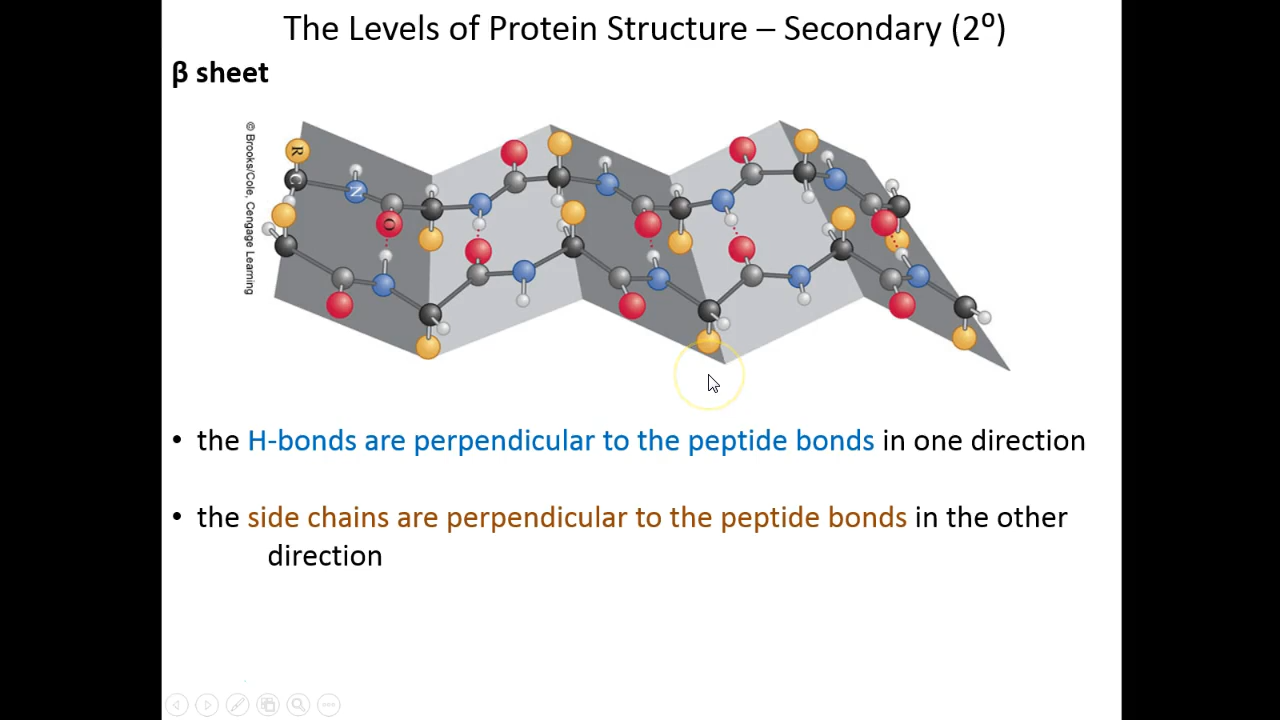 The Levels of Protein Structure – Secondary (2º)
β sheet
© Brooks/Cole, Cengage Learning
R
C
N
O
• the H-bonds are perpendicular to the peptide bonds in one direction
• the side chains are perpendicular to the peptide bonds in the other
direction